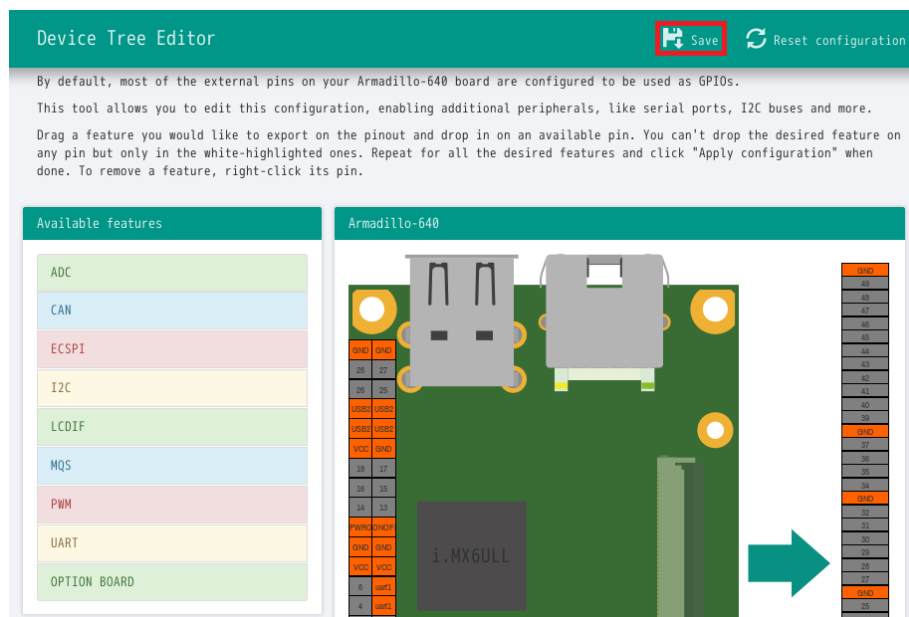 Device Tree Editor
Save
Reset configuration
By default, most of the external pins on your Armadillo-640 board are configured to be used as GPIOs.
This tool allows you to edit this configuration, enabling additional peripherals, like serial ports, I2C buses and more.
Drag a feature you would like to export on the pinout and drop in on an available pin. You can't drop the desired feature on
any pin but only in the white-highlighted ones. Repeat for all the desired features and click "Apply configuration" when
done. To remove a feature, right-click its pin.
Available features
ADC
CAN
ECSPI
I2C
LCDIF
MQS
PWM
UART
OPTION BOARD
Armadillo-640
GND GND
28 27
26 25
USB2 USB2
USB2 USB2
VCC GND
18 17
16 15
14 13
PWRO ONOF
GND GND
VCC VCC
6 uart1
4 uart1
i.MX6ULL
GND
49
48
47
46
45
44
43
42
41
40
39
GND
37
36
35
34
GND
32
31
30
29
28
27
GND
25